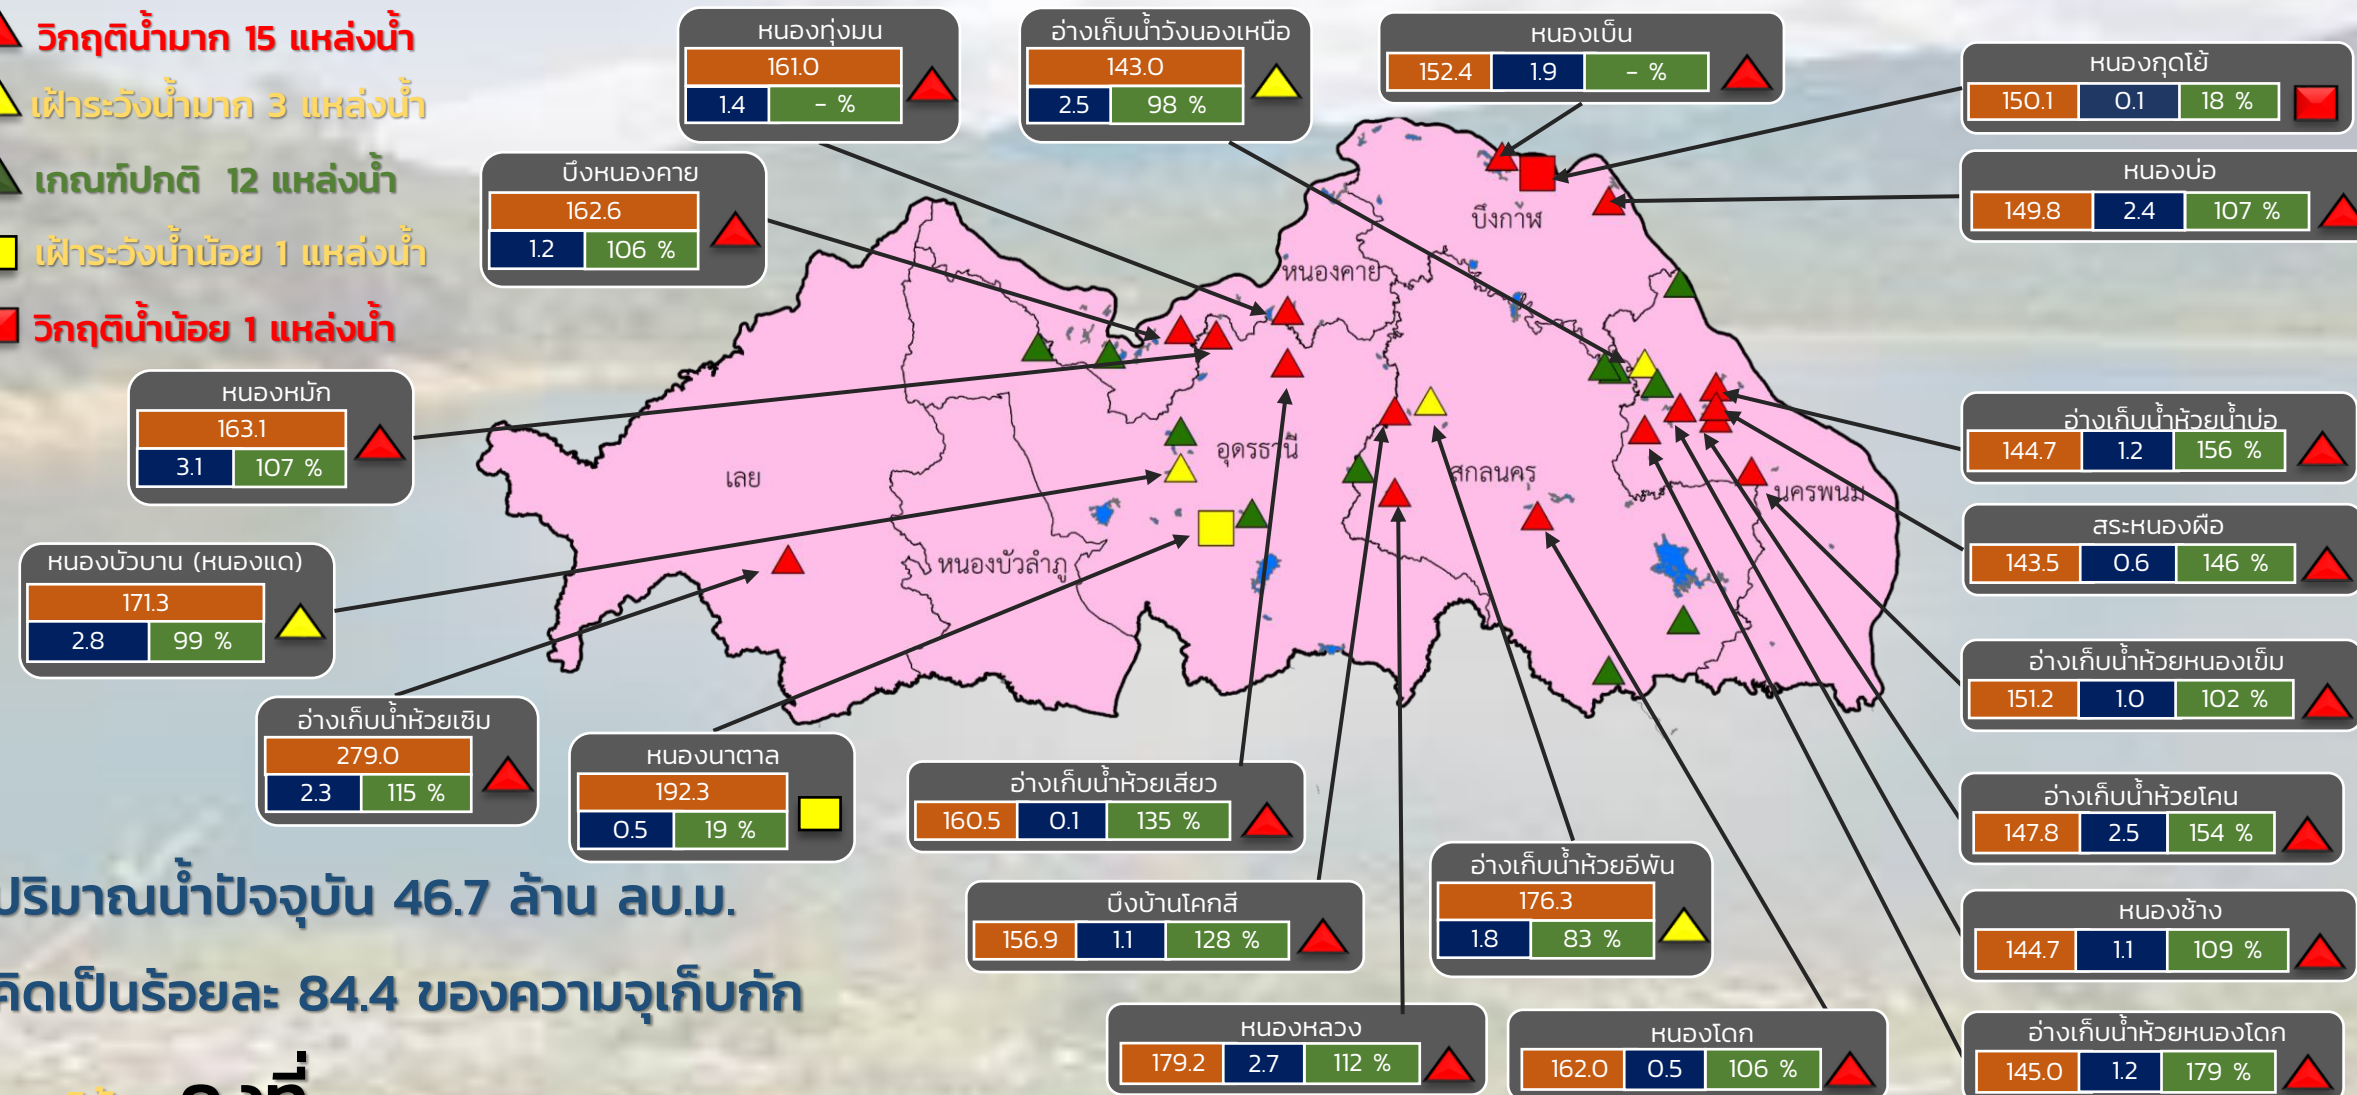 วิกฤติน้ำมาก 15 แหล่งน้ำ
เฝ้าระวังน้ำมาก 3 แหล่งน้ำ
เกณฑ์ปกติ 12 แหล่งน้ำ
เฝ้าระวังน้ำน้อย 1 แหล่งน้ำ
วิกฤติน้ำน้อย 1 แหล่งน้ำ
หนองทุ่งมน
161.0
1.4 - %
อ่างเก็บน้ำวังนองเหนือ
143.0
2.5 98 %
หนองเบ็น
152.4 1.9 - %
หนองกุดโย้
150.1 0.1 18 %
หนองบ่อ
149.8 2.4 107 %
บึงหนองคาย
162.6
1.2 106 %
หนองหมัก
163.1
3.1 107 %
หนองบัวบาน (หนองแด)
171.3
2.8 99 %
อ่างเก็บน้ำห้วยเซิม
279.0
2.3 115 %
หนองนาตาล
192.3
0.5 19 %
บึงกาฬ
หนองคาย
อุดรธานี
เลย
สกลนคร
นครพนม
หนองบัวลำภู
อ่างเก็บน้ำห้วยน้ำบ่อ
144.7 1.2 156 %
สระหนองผือ
143.5 0.6 146 %
อ่างเก็บน้ำห้วยหนองเข็ม
151.2 1.0 102 %
อ่างเก็บน้ำห้วยโคน
147.8 2.5 154 %
หนองช้าง
144.7 1.1 109 %
อ่างเก็บน้ำห้วยหนองโดก
145.0 1.2 179 %
อ่างเก็บน้ำห้วยเสียว
160.5 0.1 135 %
บึงบ้านโคกสี
156.9 1.1 128 %
อ่างเก็บน้ำห้วยอีพัน
176.3
1.8 83 %
หนองหลวง
179.2 2.7 112 %
หนองโดก
162.0 0.5 106 %
ปริมาณน้ำปัจจุบัน 46.7 ล้าน ลบ.ม.
คิดเป็นร้อยละ 84.4 ของความจุเก็บกัก